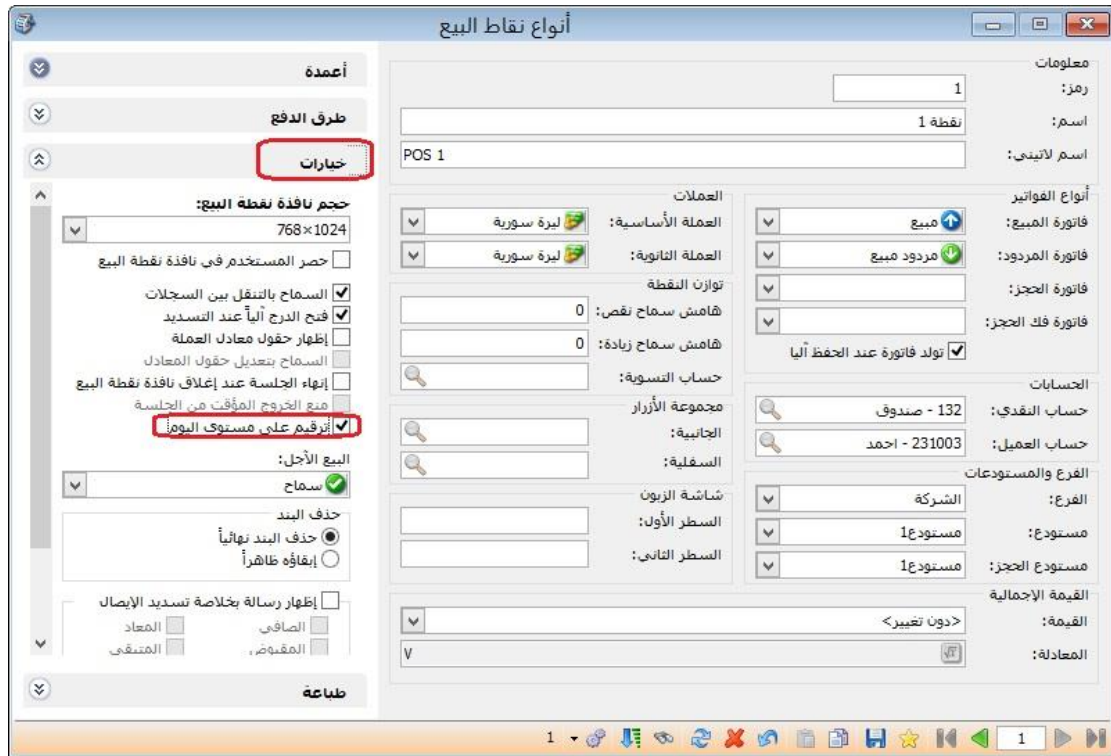 أنواع نقاط البيع
معلومات
رمز: 1
اسم: نقطة 1
اسم لاتيني: POS 1
أنواع الفواتير
فاتورة المبيع: مبيع
فاتورة المردود: مردود مبيع
فاتورة الحجز:
فاتورة فك الحجز:
تولد فاتورة عند الحفظ آليا
الحسابات
حساب النقدي: 132 - صندوق
حساب العميل: 231003 - احمد
الفرع والمستودعات
الفرع: الشركة
مستودع: مستودع1
مستودع الحجز: مستودع1
العملات
العملة الأساسية: ليرة سورية
العملة الثانوية: ليرة سورية
توازن النقطة
هامش سماح نقص: 0
هامش سماح زيادة: 0
حساب التسوية:
مجموعة الأزرار
الجانبية:
السفلية:
شاشة الزبون
السطر الأول:
السطر الثاني:
القيمة الإجمالية
القيمة: <دون تغيير>
المعادلة: V
أعمدة
طرق الدفع
خيارات
حجم نافذة نقطة البيع:
768×1024
حصر المستخدم في نافذة نقطة البيع
السماح بالتنقل بين السجلات
فتح الدرج آلياً عند التسديد
إظهار حقول معادل العملة
السماح بتعديل حقول المعادل
إنهاء الجلسة عند إغلاق نافذة نقطة البيع
منع الخروج المؤقت من الجلسة
ترقيم على مستوى اليوم
البيع الآجل:
سماح
حذف البند
حذف البند نهائياً
إبقاؤه ظاهراً
إظهار رسالة بخلاصة تسديد الإيصال
الصافي المعاد
المقبوض المتبقي
طباعة
1 1